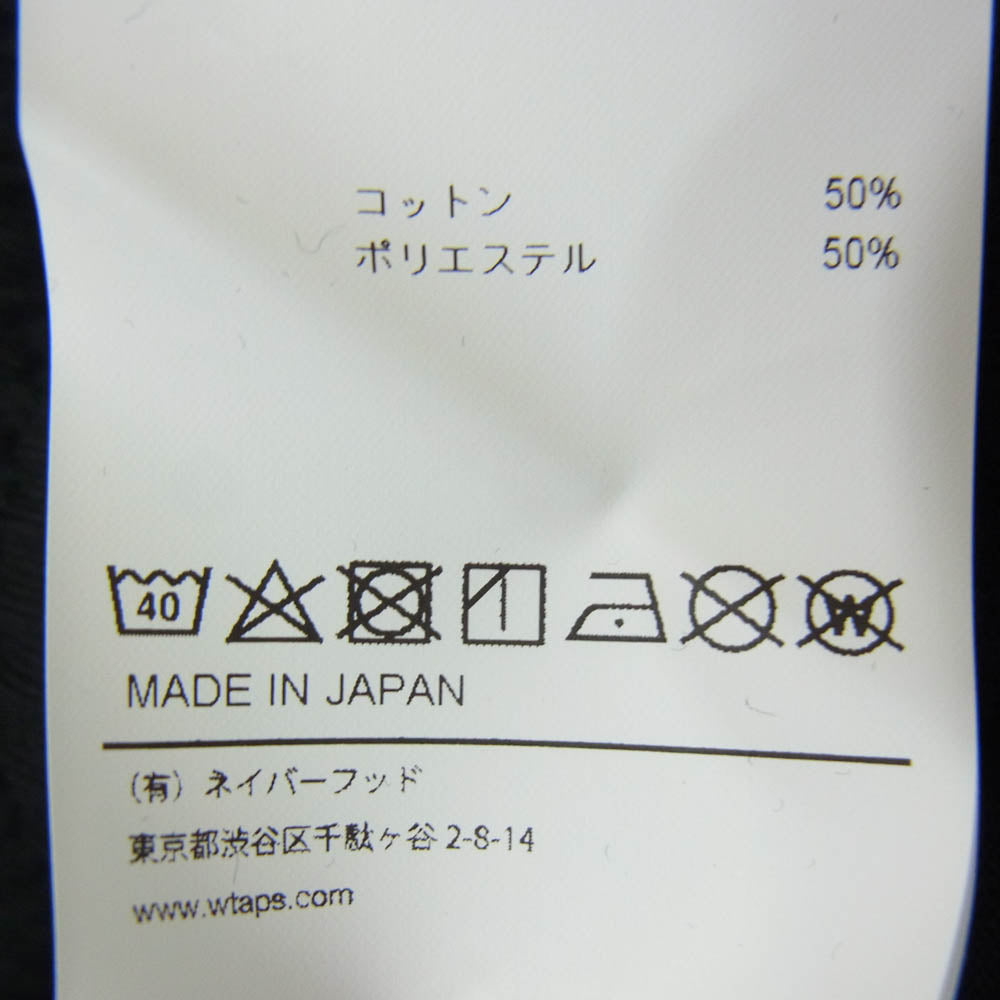 コットン 50%
ポリエステル 50%
40
W
MADE IN JAPAN
(有) ネイバーフッド
東京都渋谷区千駄ヶ谷 2-8-14
www.wtaps.com